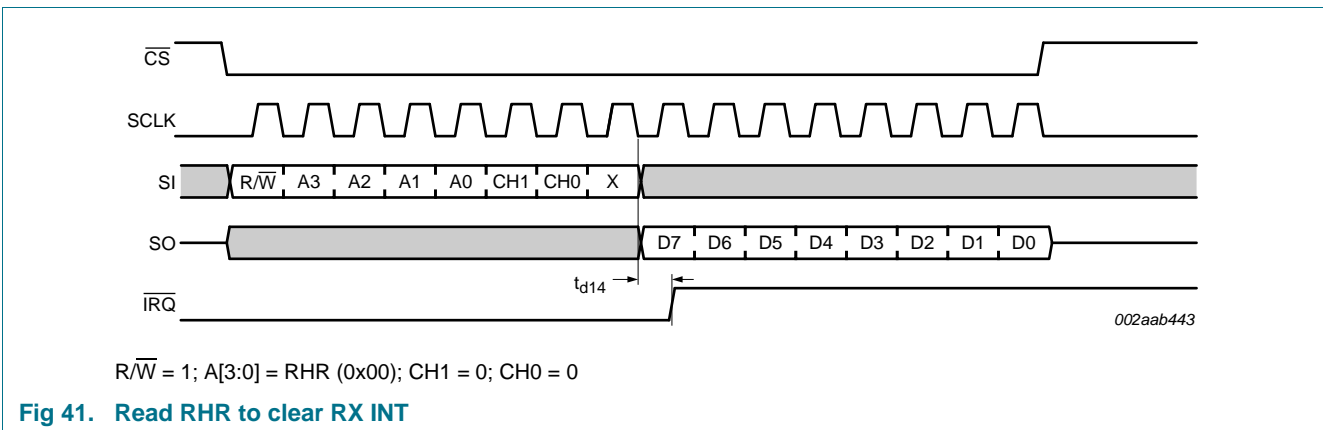 CS
SCLK
SI R/W A3 A2 A1 A0 CH1 CH0 X
SO D7 D6 D5 D4 D3 D2 D1 D0
td14
IRQ
002aab443
R/W = 1; A[3:0] = RHR (0x00); CH1 = 0; CH0 = 0
Fig 41. Read RHR to clear RX INT